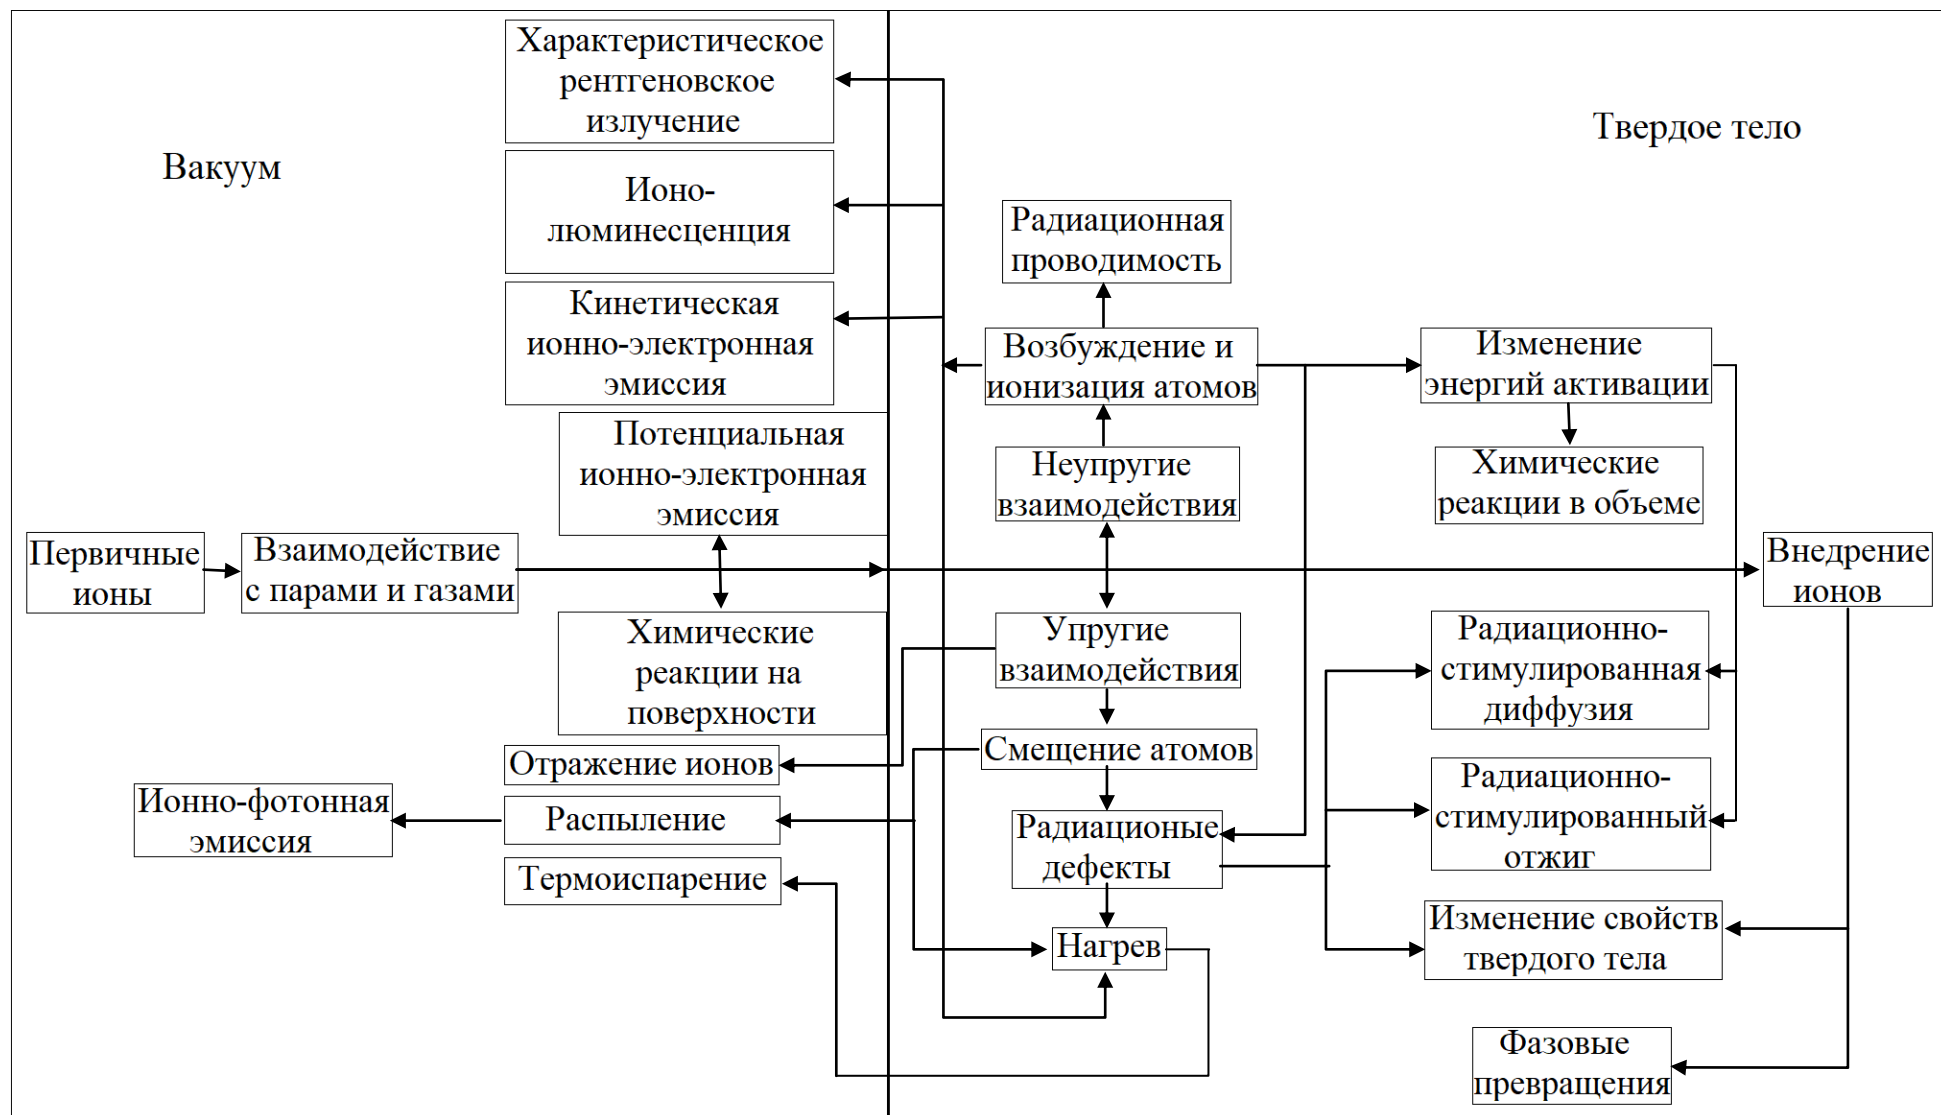 Характеристическое
рентгеновское
излучение
Твердое тело
Вакуум
Ионо-
люминесценция
Радиационная
проводимость
Кинетическая
ионно-электронная
эмиссия
Возбуждение и
ионизация атомов
Изменение
энергий активации
Потенциальная
ионно-электронная
эмиссия
Неупругие
взаимодействия
Химические
реакции в объеме
Первичные
ионы
Взаимодействие
с парами и газами
Внедрение
ионов
Химические
реакции на
поверхности
Упругие
взаимодействия
Радиационно-
стимулированная
диффузия
Смещение атомов
Отражение ионов
Ионно-фотонная
эмиссия
Распыление
Радиационые
дефекты
Радиационно-
стимулированный
отжиг
Термоиспарение
Нагрев
Изменение свойств
твердого тела
Фазовые
превращения